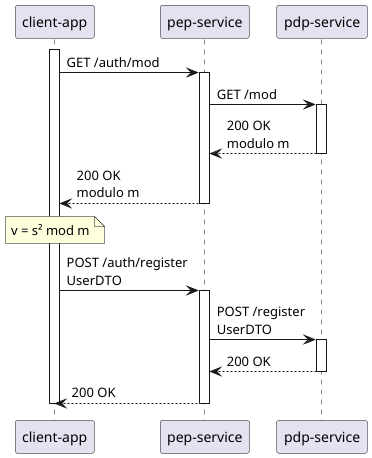 client-app
pep-service
pdp-service
GET /auth/mod
GET /mod
200 OK
modulo m
200 OK
modulo m
v = s² mod m
POST /auth/register
UserDTO
POST /register
UserDTO
200 OK
200 OK
client-app
pep-service
pdp-service